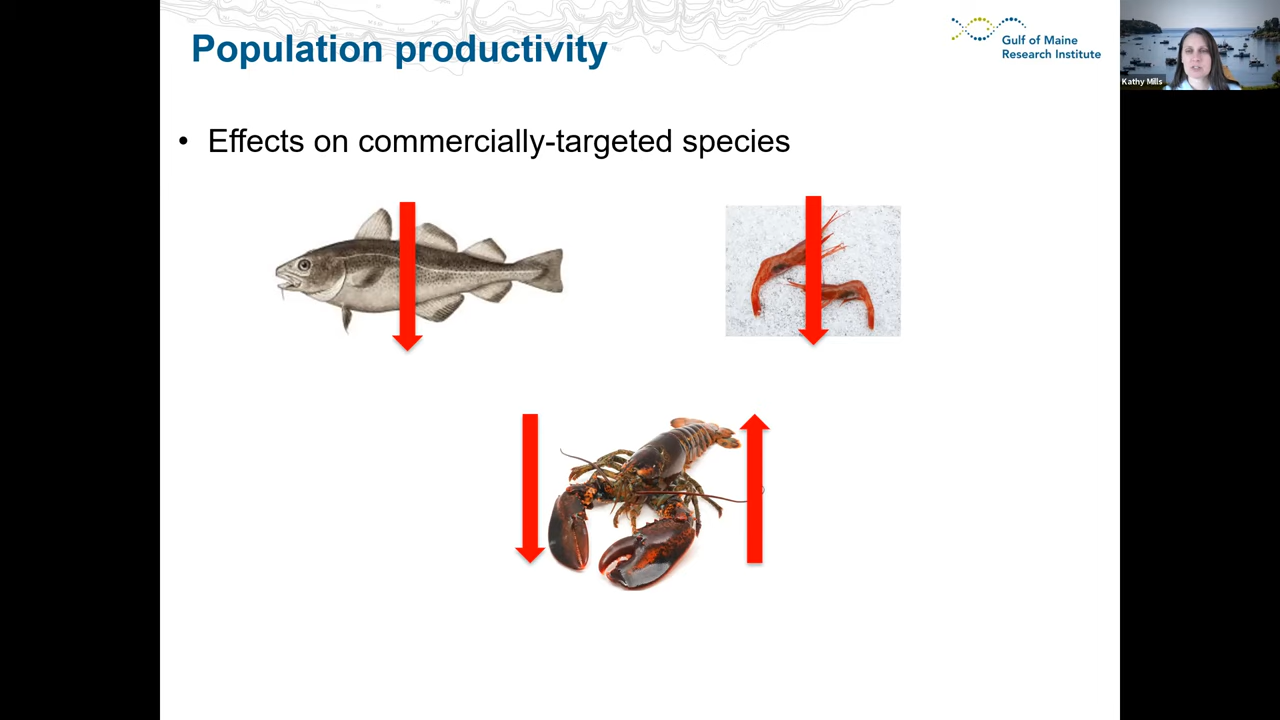 Population productivity
Gulf of Maine
Research Institute
Kathy Mills
• Effects on commercially-targeted species